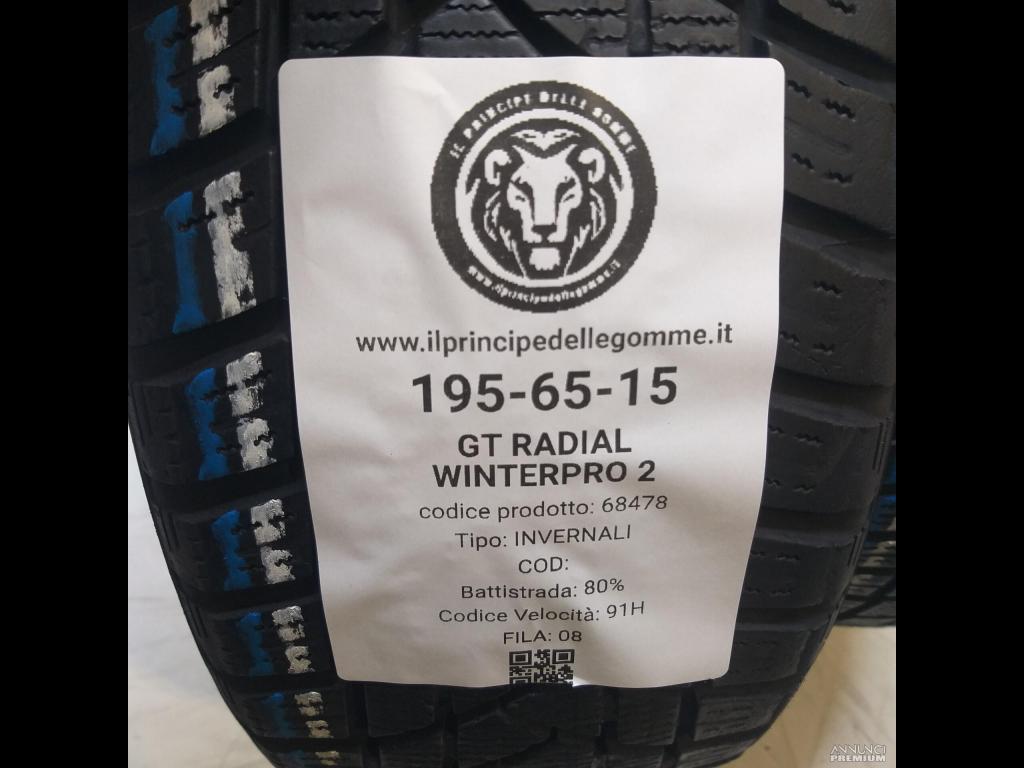 IL PRINCIPE DELLE GOMME
www.ilprincipedellegomme.it
www.ilprincipedellegomme.it
195-65-15
GT RADIAL
WINTERPRO 2
codice prodotto: 68478
Tipo: INVERNALI
COD:
Battistrada: 80%
Codice Velocità: 91H
FILA: 08
ANNUNCI
PREMIUM